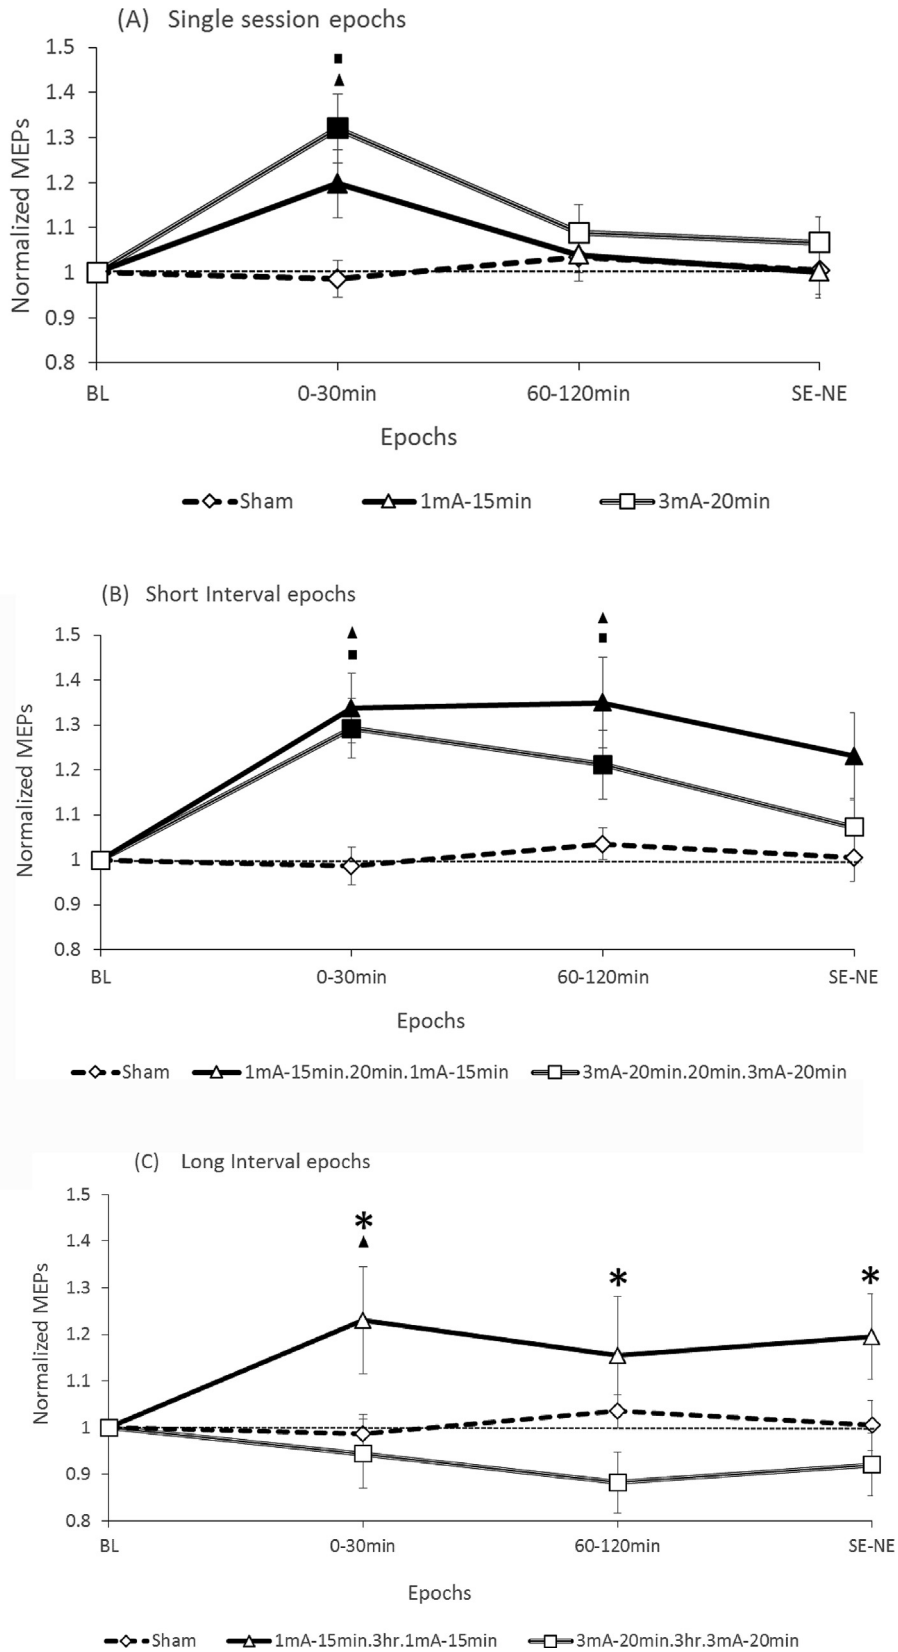 (A) Single session epochs
Normalized MEPs
1.5
1.4
1.3
1.2
1.1
1
0.9
0.8
BL 0-30min 60-120min SE-NE
Epochs
Sham 1mA-15min 3mA-20min
(B) Short Interval epochs
Normalized MEPs
1.5
1.4
1.3
1.2
1.1
1
0.9
0.8
BL 0-30min 60-120min SE-NE
Epochs
Sham 1mA-15min.20min.1mA-15min 3mA-20min.20min.3mA-20min
(C) Long Interval epochs
Normalized MEPs
1.5
1.4
1.3
1.2
1.1
1
0.9
0.8
* * *
BL 0-30min 60-120min SE-NE
Epochs
Sham 1mA-15min.3hr.1mA-15min 3mA-20min.3hr.3mA-20min